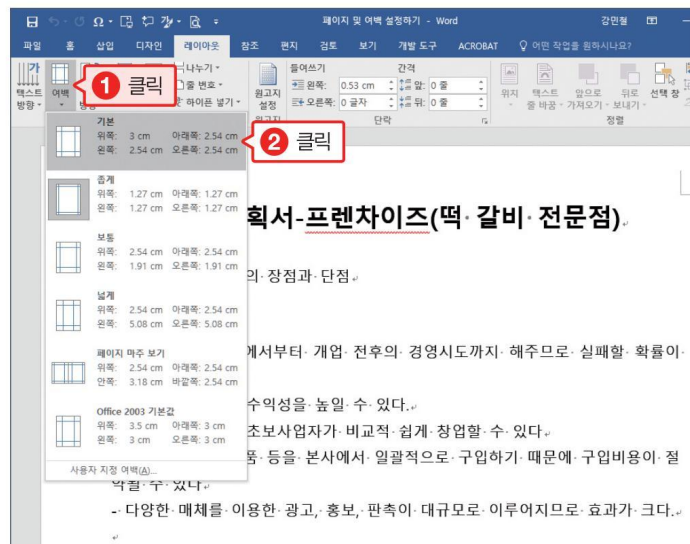 페이지 및 여백 설정하기 - Word
강민철
파일 홈 삽입 디자인 레이아웃 참조 편지 검토 보기 개발 도구 ACROBAT 어떤 작업을 원하시나요?
텍스트 방향
여백
나누기
줄 번호
하이픈 넣기
원고지 설정
들여쓰기
왼쪽: 0.53 cm
오른쪽: 0 글자
간격
앞: 0 줄
뒤: 0 줄
단락
위치
텍스트 줄 바꿈
앞으로 가져오기
뒤로 보내기
선택 창
정렬
1 클릭
2 클릭
기본
위쪽: 3 cm 아래쪽: 2.54 cm
왼쪽: 2.54 cm 오른쪽: 2.54 cm
좁게
위쪽: 1.27 cm 아래쪽: 1.27 cm
왼쪽: 1.27 cm 오른쪽: 1.27 cm
보통
위쪽: 2.54 cm 아래쪽: 2.54 cm
왼쪽: 1.91 cm 오른쪽: 1.91 cm
넓게
위쪽: 2.54 cm 아래쪽: 2.54 cm
왼쪽: 5.08 cm 오른쪽: 5.08 cm
페이지 마주 보기
위쪽: 2.54 cm 아래쪽: 2.54 cm
안쪽: 3.18 cm 바깥쪽: 2.54 cm
Office 2003 기본값
위쪽: 3.5 cm 아래쪽: 3 cm
왼쪽: 3 cm 오른쪽: 3 cm
사용자 지정 여백(A)...
획서-프렌차이즈(떡 갈비 전문점)
의 장점과 단점
에서부터 개업 전후의 경영시도까지 해주므로 실패할 확률이
수익성을 높일 수 있다.
초보사업자가 비교적 쉽게 창업할 수 있다
품 등을 본사에서 일괄적으로 구입하기 때문에 구입비용이 절
약될 수 있다
- 다양한 매체를 이용한 광고, 홍보, 판촉이 대규모로 이루어지므로 효과가 크다.